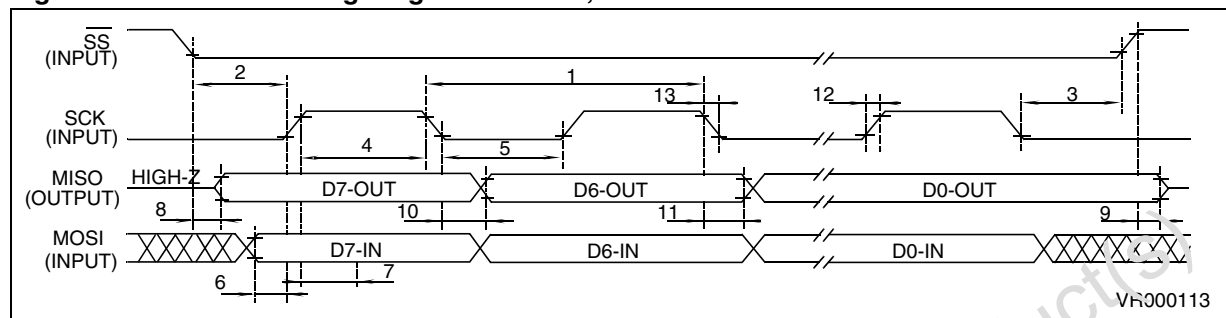 SS
(INPUT)
2
1
13
12
3
SCK
(INPUT)
4
5
MISO
(OUTPUT)
HIGH-Z
D7-OUT
D6-OUT
D0-OUT
8
10
11
9
MOSI
(INPUT)
D7-IN
D6-IN
D0-IN
6
7
VR000113